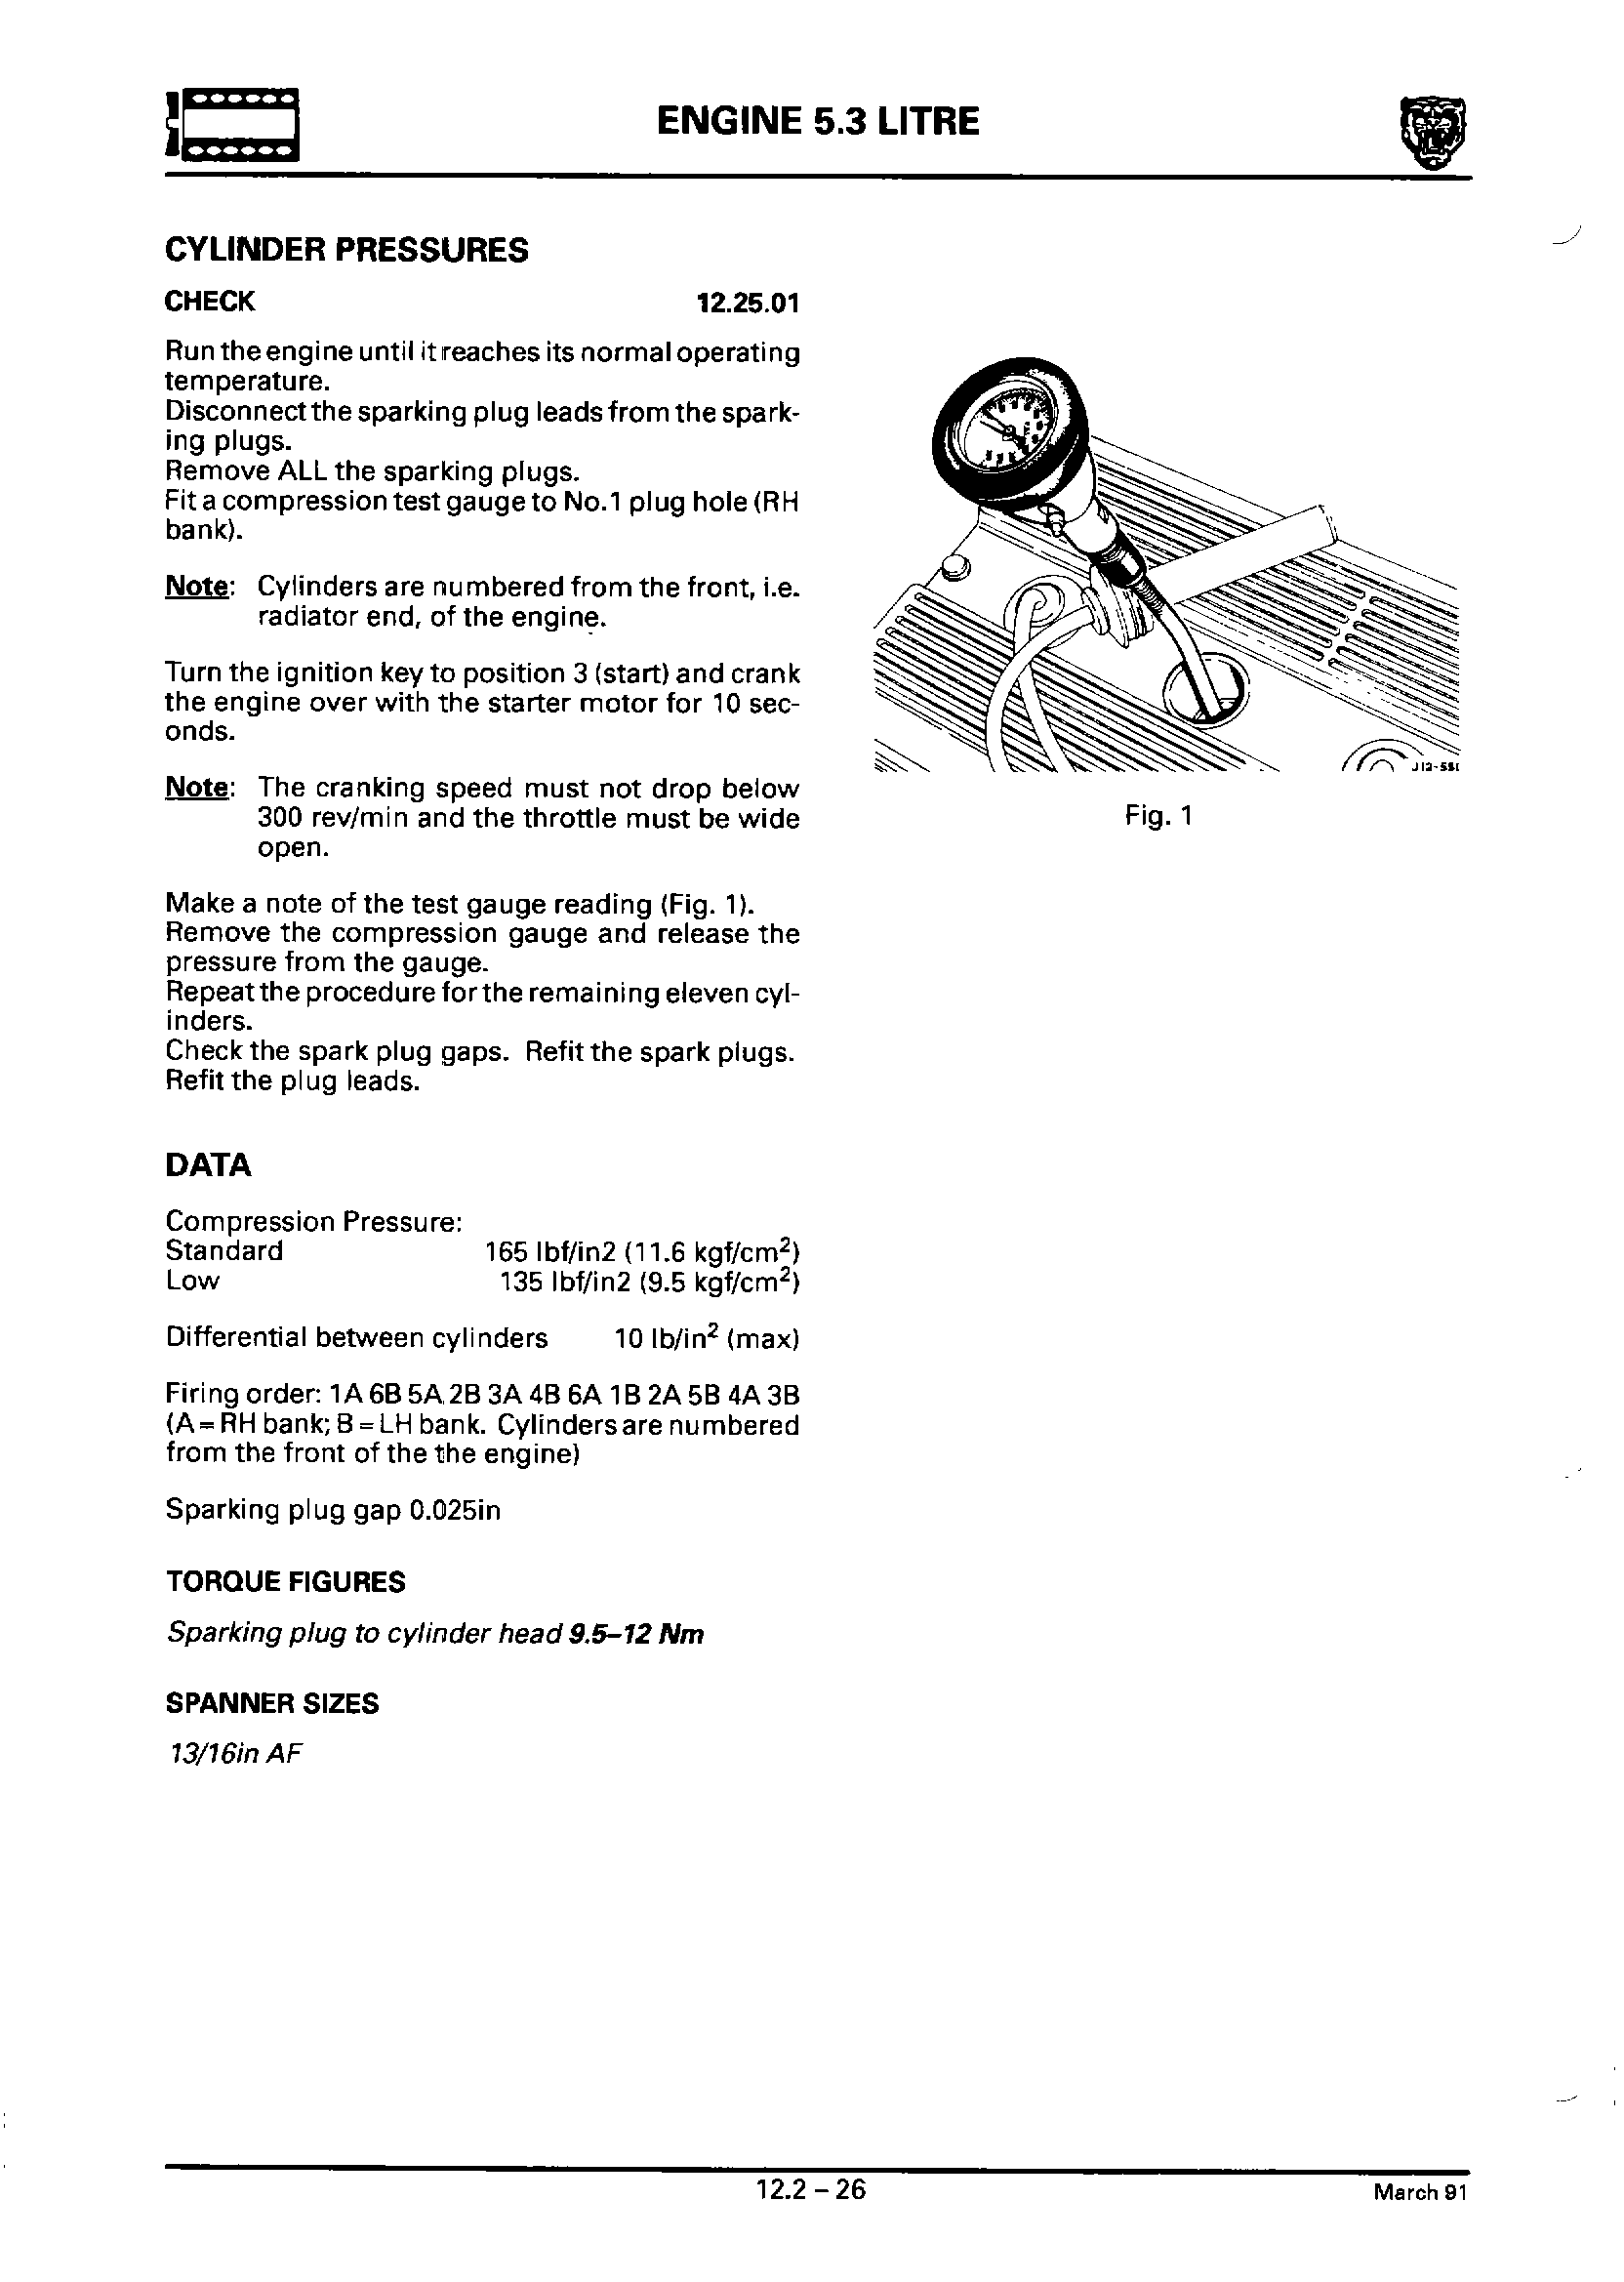 ENGINE 5.3 LITRE
CYLINDER PRESSURES
CHECK 12.25.01
Run the engine until it reaches its normal operating
temperature.
Disconnect the sparking plug leads from the spark-
ing plugs.
Remove ALL the sparking plugs.
Fit a compression test gauge to No.1 plug hole (RH
bank).
Note: Cylinders are numbered from the front, i.e.
radiator end, of the engine.
Turn the ignition key to position 3 (start) and crank
the engine over with the starter motor for 10 sec-
onds.
Note: The cranking speed must not drop below
300 rev/min and the throttle must be wide
open.
Make a note of the test gauge reading (Fig. 1).
Remove the compression gauge and release the
pressure from the gauge.
Repeat the procedure for the remaining eleven cyl-
inders.
Check the spark plug gaps. Refit the spark plugs.
Refit the plug leads.
DATA
Compression Pressure:
Standard 165 lbf/in2 (11.6 kgf/cm²)
Low 135 lbf/in2 (9.5 kgf/cm²)
Differential between cylinders 10 lb/in² (max)
Firing order: 1A 6B 5A 2B 3A 4B 6A 1B 2A 5B 4A 3B
(A = RH bank; B = LH bank. Cylinders are numbered
from the front of the the engine)
Sparking plug gap 0.025in
TORQUE FIGURES
Sparking plug to cylinder head 9.5–12 Nm
SPANNER SIZES
13/16in AF
Fig. 1
12.2 – 26
March 91